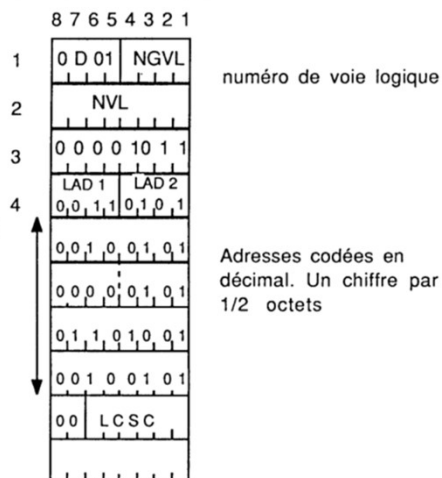 8 7 6 5 4 3 2 1
1 0 D 01 NGVL
numéro de voie logique
2 NVL
3 0 0 0 0 10 1 1
LAD 1 LAD 2
4 0 0 1 1 0 1 0 1
0 0 1 0 0 1 0 1
Adresses codées en
décimal. Un chiffre par
1/2 octets
0 0 0 0 0 1 0 1
0 1 1 0 1 0 0 1
0 0 1 0 0 1 0 1
0 0 L C S C